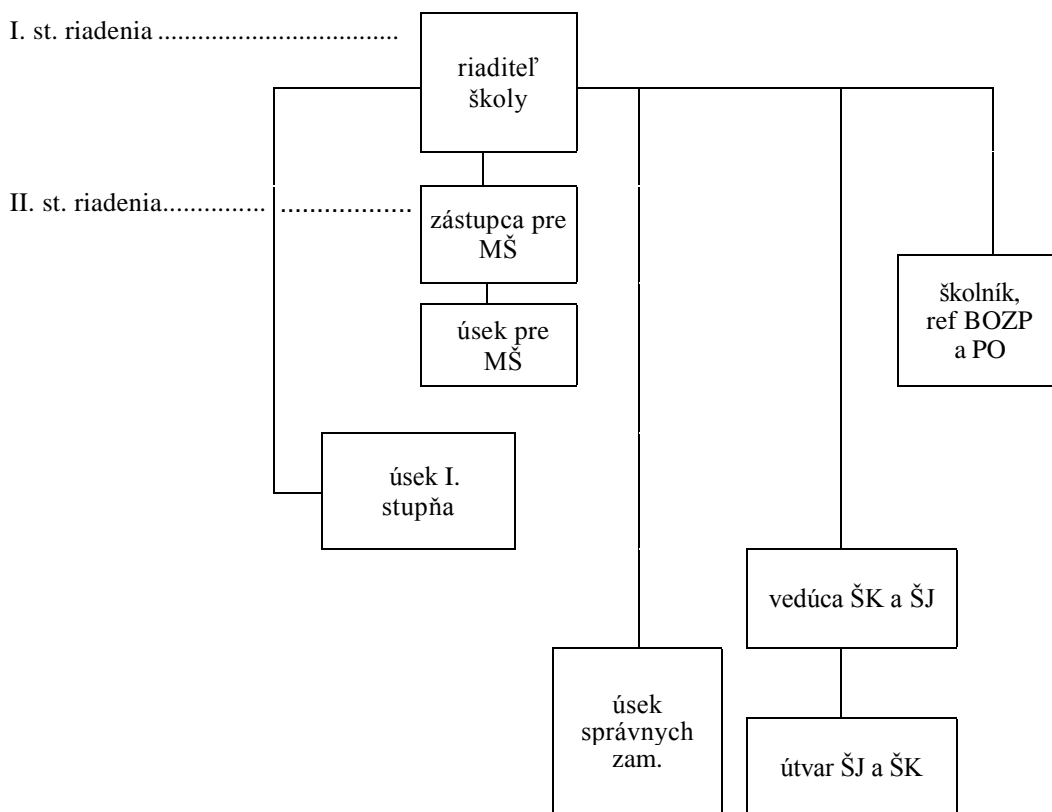 I. st. riadenia ....................................
riaditeľ
školy
II. st. riadenia............... ...................
zástupca pre
MŠ
úsek pre
MŠ
školník,
ref BOZP
a PO
úsek I.
stupňa
vedúca ŠK a ŠJ
úsek
správnych
zam.
útvar ŠJ a ŠK